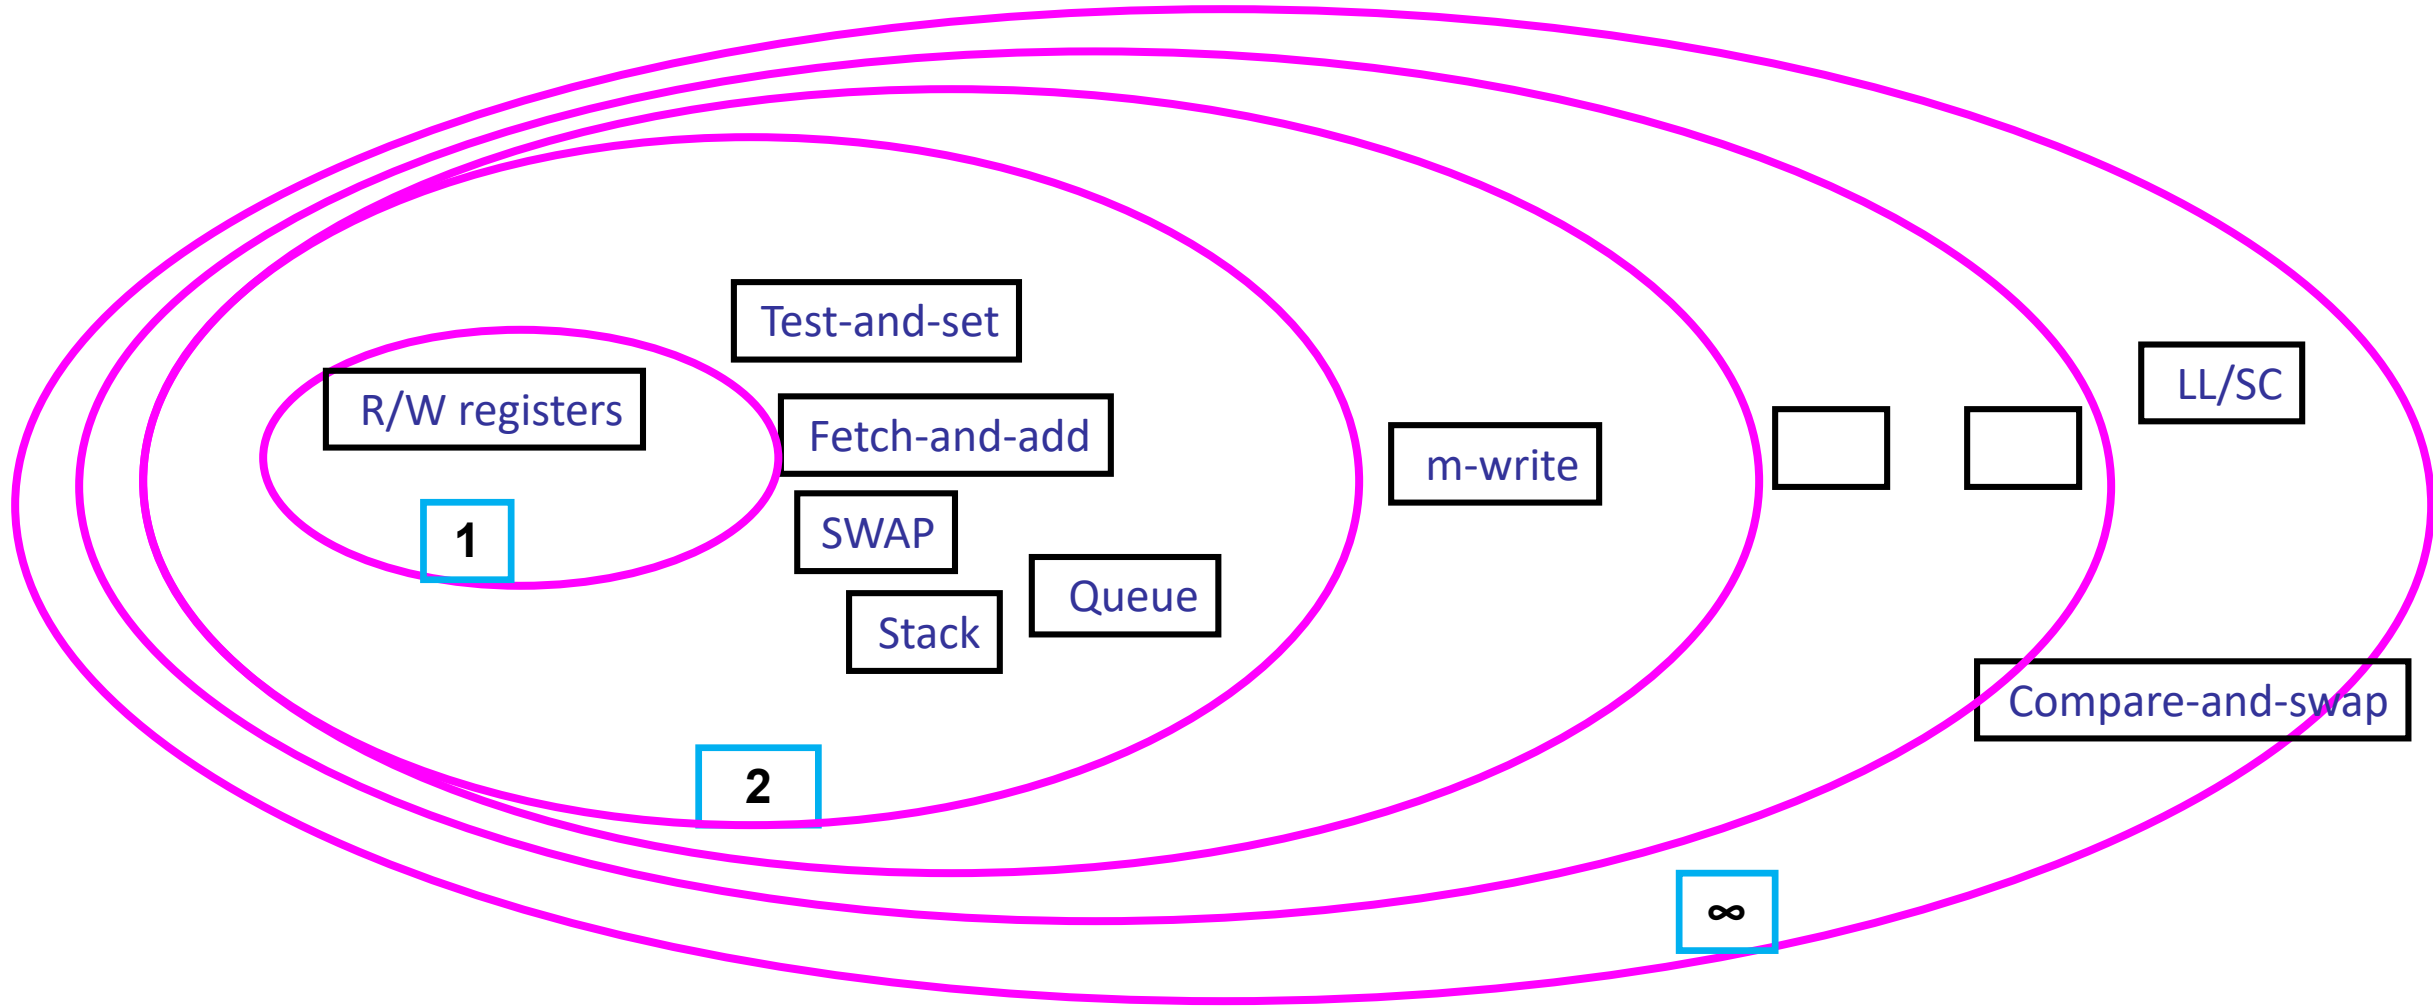 Test-and-set
R/W registers
Fetch-and-add
m-write
LL/SC
SWAP
1
Queue
Stack
Compare-and-swap
2
∞